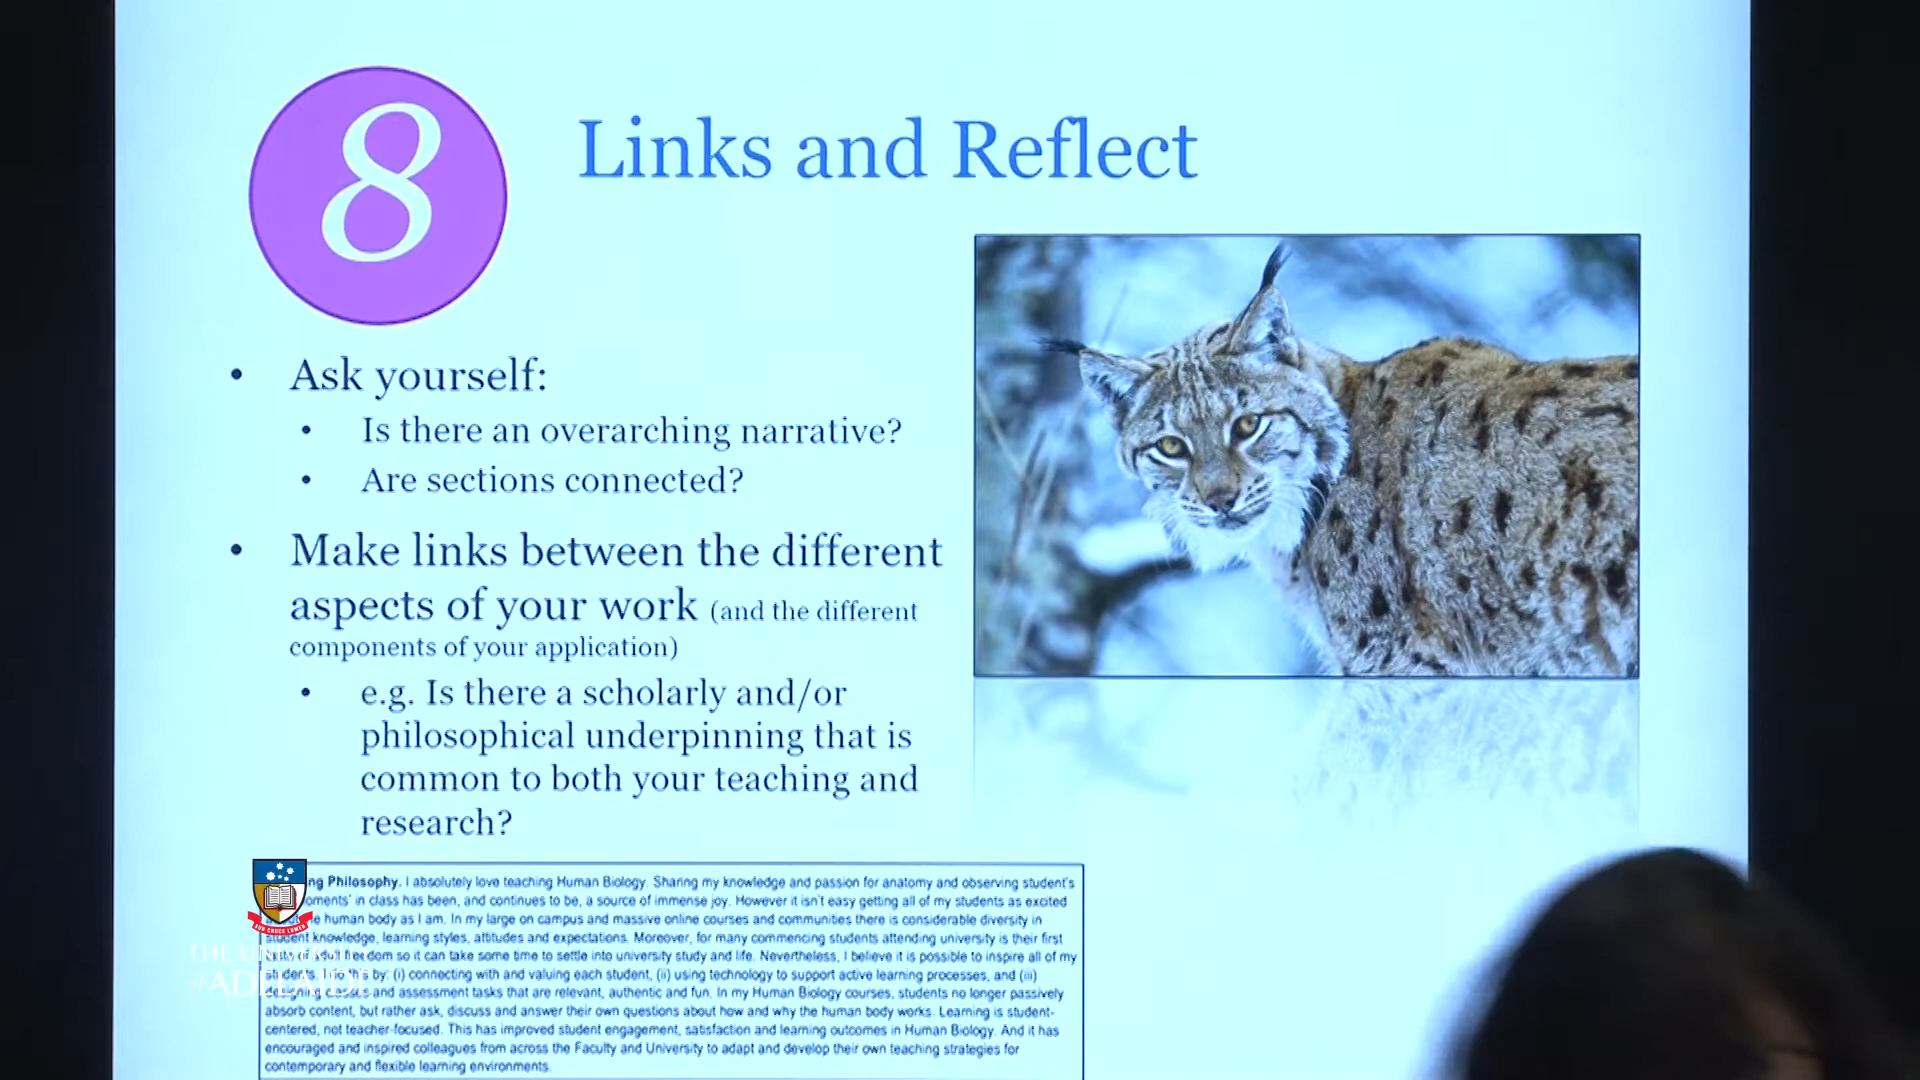 8
Links and Reflect
• Ask yourself:
• Is there an overarching narrative?
• Are sections connected?
• Make links between the different
aspects of your work (and the different
components of your application)
• e.g. Is there a scholarly and/or
philosophical underpinning that is
common to both your teaching and
research?
ng Philosophy. I absolutely love teaching Human Biology. Sharing my knowledge and passion for anatomy and observing student's
oments' in class has been, and continues to be, a source of immense joy. However it isn't easy getting all of my students as excited
human body as I am. In my large on campus and massive online courses and communities there is considerable diversity in
student knowledge, learning styles, attitudes and expectations. Moreover, for many commencing students attending university is their first
freedom so it can take some time to settle into university study and life. Nevertheless, I believe it is possible to inspire all of my
students. by: (i) connecting with and valuing each student, (ii) using technology to support active learning processes, and (iii)
designing classes and assessment tasks that are relevant, authentic and fun. In my Human Biology courses, students no longer passively
absorb content, but rather ask, discuss and answer their own questions about how and why the human body works. Learning is student-
centered, not teacher-focused. This has improved student engagement, satisfaction and learning outcomes in Human Biology. And it has
encouraged and inspired colleagues from across the Faculty and University to adapt and develop their own teaching strategies for
contemporary and flexible learning environments.
SUB CRUCE LUMEN
THE UNIVERSITY
of ADELAIDE